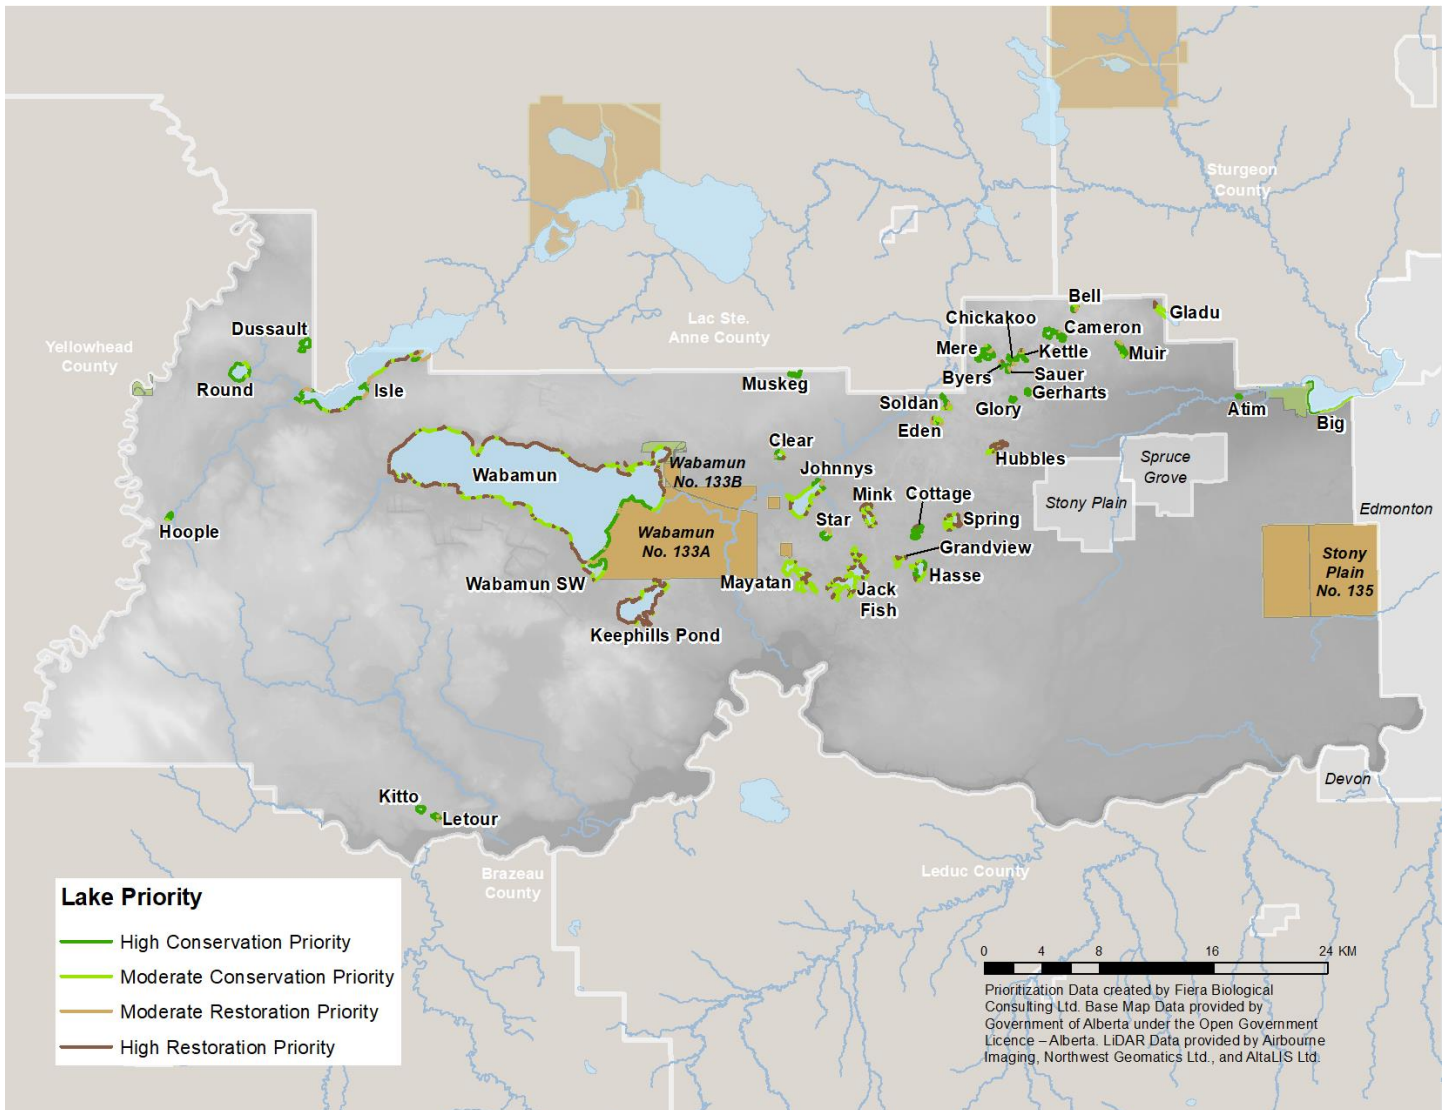 Sturgeon
County
Bell
Gladu
Chickakoo
Cameron
Lac Ste.
Anne County
Dussault
Yellowhead
County
Mere
Kettle
Muir
Byers
Sauer
Round
Isle
Muskeg
Gerharts
Soldan
Glory
Atim
Big
Eden
Clear
Hubbles
Wabamun
Wabamun
No. 133B
Johnnys
Spruce
Grove
Mink
Cottage
Stony Plain
Edmonton
Hoople
Star
Spring
Wabamun
No. 133A
Grandview
Wabamun SW
Mayatan
Jack
Fish
Hasse
Stony
Plain
No. 135
Keephills Pond
Devon
Kitto
Letour
Brazeau
County
Leduc County
Lake Priority
High Conservation Priority
Moderate Conservation Priority
Moderate Restoration Priority
High Restoration Priority
0 4 8 16 24 KM
Prioritization Data created by Fiera Biological
Consulting Ltd. Base Map Data provided by
Government of Alberta under the Open Government
Licence – Alberta. LiDAR Data provided by Airbourne
Imaging, Northwest Geomatics Ltd., and AltaLIS Ltd.